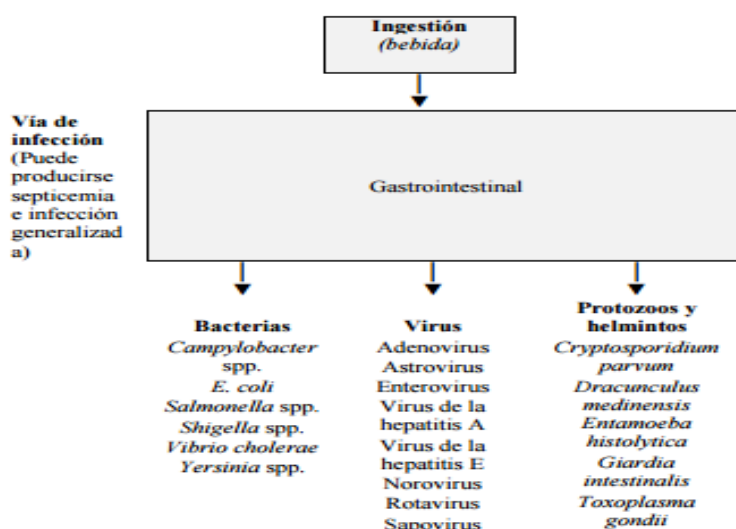 Ingestión
(bebida)
Vía de
infección
(Puede
producirse
septicemia
e infección
generalizad
a)
Gastrointestinal
Bacterias
Campylobacter
spp.
E. coli
Salmonella spp.
Shigella spp.
Vibrio cholerae
Yersinia spp.
Virus
Adenovirus
Astrovirus
Enterovirus
Virus de la
hepatitis A
Virus de la
hepatitis E
Norovirus
Rotavirus
Sapovirus
Protozoos y
helmintos
Cryptosporidium
parvum
Dracunculus
medinensis
Entamoeba
histolytica
Giardia
intestinalis
Toxoplasma
gondii